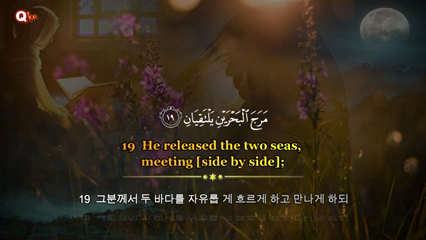 مَرَجَ ٱلْبَحْرَيْنِ يَلْتَقِيَانِ ١٩
19 He released the two seas,
meeting [side by side];
19 그분께서 두 바다를 자유롭 게 흐르게 하고 만나게 하되